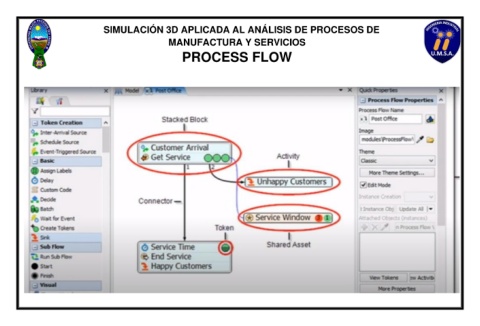 SIMULACIÓN 3D APLICADA AL ANÁLISIS DE PROCESOS DE
MANUFACTURA Y SERVICIOS
PROCESS FLOW
U.M.S.A.
Library
Token Creation
Inter-Arrival Source
Schedule Source
Event-Triggered Source
Basic
Assign Labels
Delay
Custom Code
Decide
Batch
Wait for Event
Create Tokens
Sink
Sub Flow
Run Sub Flow
Start
Finish
Visual
Model
Post Office
Stacked Block
Customer Arrival
Get Service
1
2
Activity
Unhappy Customers
Connector
Service Window
Token
Shared Asset
Service Time
End Service
Happy Customers
Quick Properties
Process Flow Properties
Process Flow Name
Post Office
Image
modules\ProcessFlow\
Theme
Classic
More Theme Settings...
Edit Mode
Instance Creation
Update All
Attached Objects (Instances)
Process Flow
View Tokens
More Properties